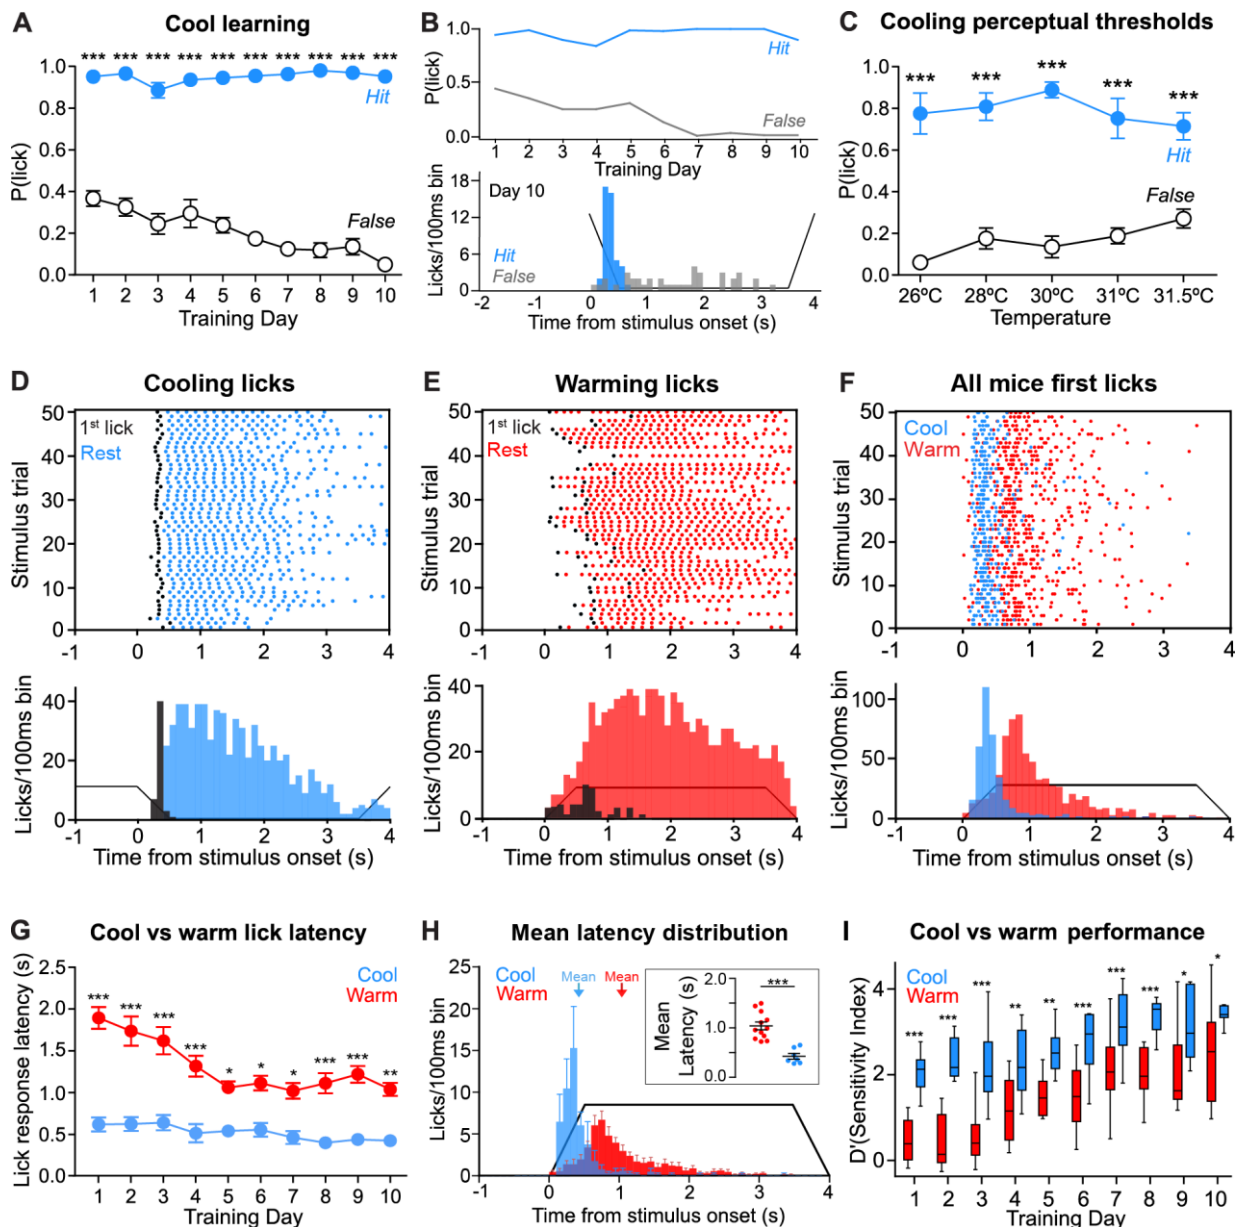 A Cool learning
*** *** *** *** *** *** *** *** *** ***
P(lick)
1.0
0.8
0.6
0.4
0.2
0.0
Hit
False
1 2 3 4 5 6 7 8 9 10
Training Day
B
P(lick)
1.0
0.5
0.0
Hit
False
1 2 3 4 5 6 7 8 9 10
Training Day
Licks/100ms bin
18
12
6
0
Day 10
Hit
False
-2 -1 0 1 2 3 4
Time from stimulus onset (s)
C Cooling perceptual thresholds
P(lick)
1.0
0.8
0.6
0.4
0.2
0.0
*** *** *** *** ***
Hit
False
26ºC 28ºC 30ºC 31ºC 31.5ºC
Temperature
D Cooling licks
Stimulus trial
50
40
30
20
10
0
1st lick
Rest
-1 0 1 2 3 4
Licks/100ms bin
40
20
0
-1 0 1 2 3 4
Time from stimulus onset (s)
E Warming licks
Stimulus trial
50
40
30
20
10
0
1st lick
Rest
-1 0 1 2 3 4
Licks/100ms bin
40
20
0
-1 0 1 2 3 4
Time from stimulus onset (s)
F All mice first licks
Stimulus trial
50
40
30
20
10
0
Cool
Warm
-1 0 1 2 3 4
Licks/100ms bin
100
50
0
-1 0 1 2 3 4
Time from stimulus onset (s)
G Cool vs warm lick latency
Lick response latency (s)
2.5
2.0
1.5
1.0
0.5
0.0
Cool
Warm
*** *** *** *** * * * *** *** **
1 2 3 4 5 6 7 8 9 10
Training Day
H Mean latency distribution
Licks/100ms bin
25
20
15
10
5
0
Cool
Warm
Mean
Mean
Mean
Latency (s)
2.0
1.0
0.0
***
-1 0 1 2 3 4
Time from stimulus onset (s)
I Cool vs warm performance
D'(Sensitivity Index)
4
2
0
Cool
Warm
*** *** *** ** ** *** *** *** * *
1 2 3 4 5 6 7 8 9 10
Training Day